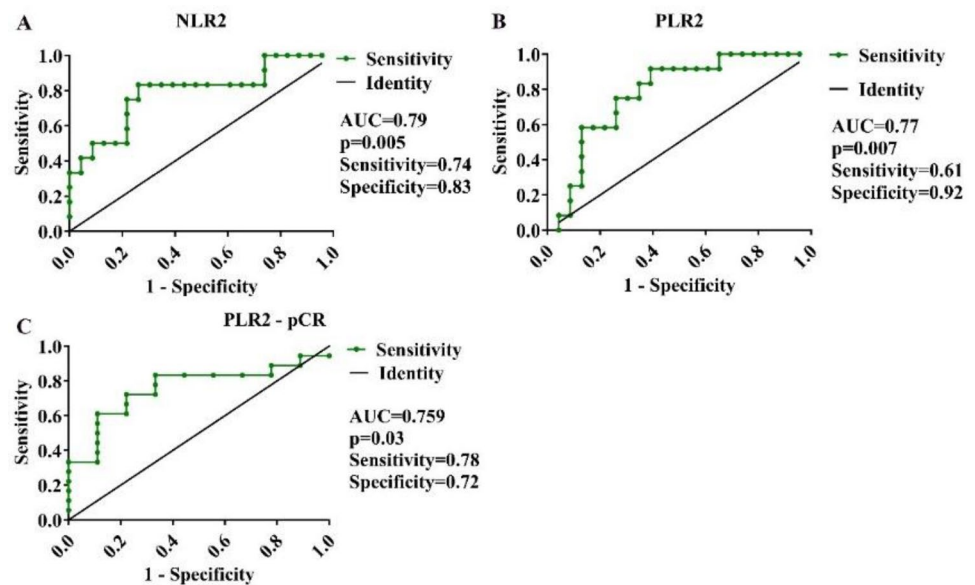 A
NLR2
1.0
0.8
0.6
0.4
0.2
0.0
Sensitivity
0.0
0.2
0.4
0.6
0.8
1.0
1 - Specificity
Sensitivity
Identity
AUC=0.79
p=0.005
Sensitivity=0.74
Specificity=0.83
B
PLR2
1.0
0.8
0.6
0.4
0.2
0.0
Sensitivity
0.0
0.2
0.4
0.6
0.8
1.0
1 - Specificity
Sensitivity
Identity
AUC=0.77
p=0.007
Sensitivity=0.61
Specificity=0.92
C
PLR2 - pCR
1.0
0.8
0.6
0.4
0.2
0.0
Sensitivity
0.0
0.2
0.4
0.6
0.8
1.0
1 - Specificity
Sensitivity
Identity
AUC=0.759
p=0.03
Sensitivity=0.78
Specificity=0.72